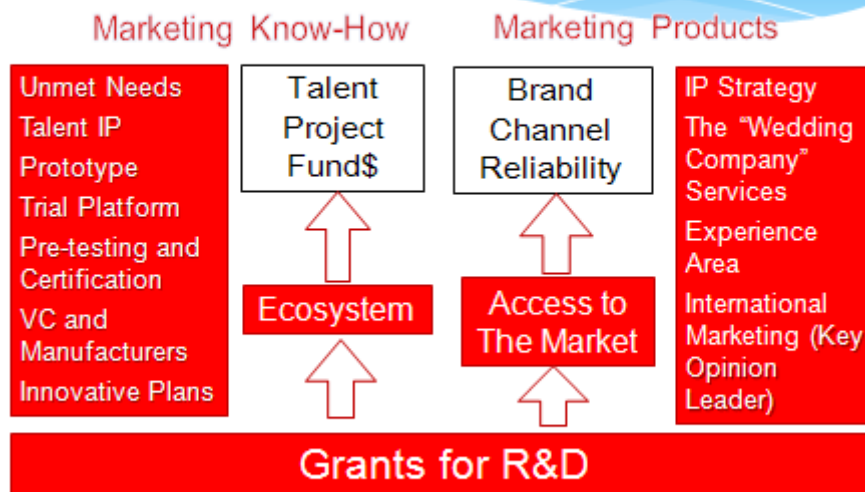 Marketing Know-How
Marketing Products
Unmet Needs
Talent IP
Prototype
Trial Platform
Pre-testing and
Certification
VC and
Manufacturers
Innovative Plans
Talent
Project
Fund$
Ecosystem
Brand
Channel
Reliability
Access to
The Market
IP Strategy
The “Wedding
Company”
Services
Experience
Area
International
Marketing (Key
Opinion
Leader)
Grants for R&D